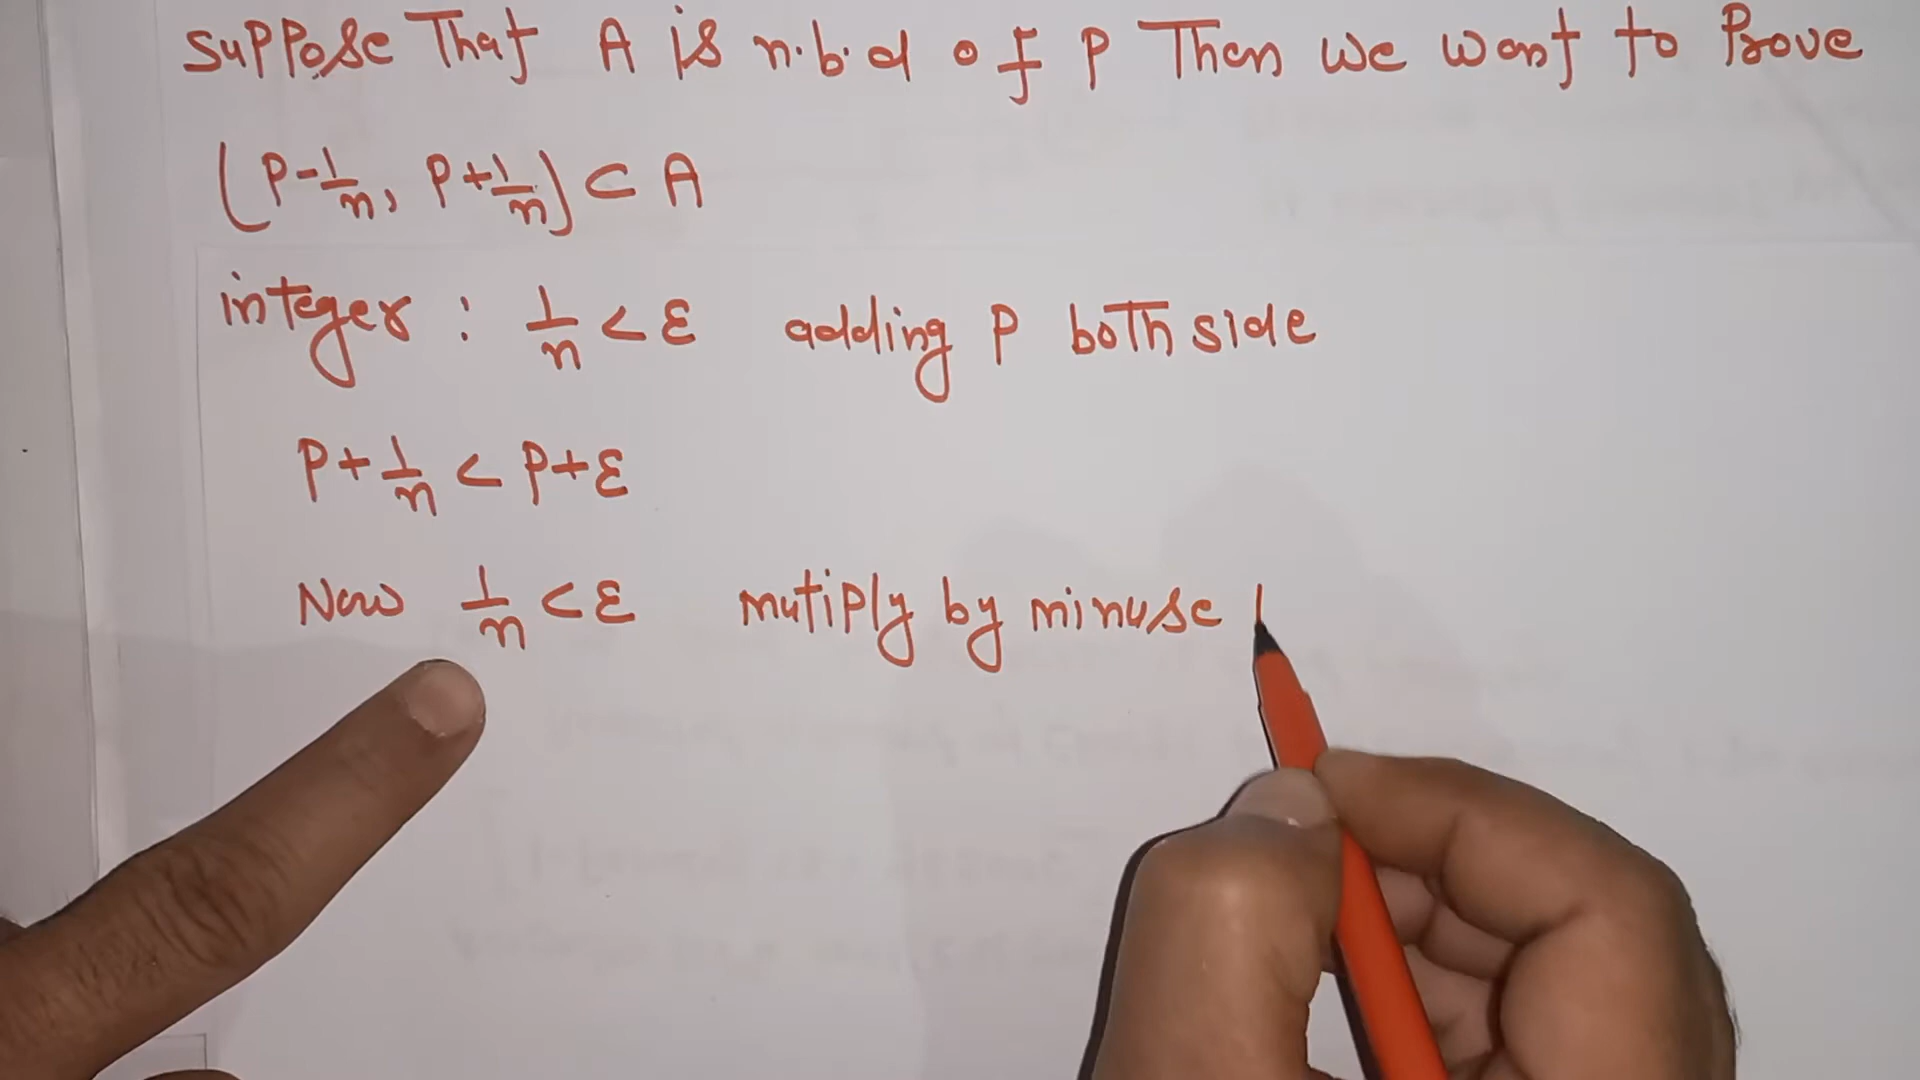 Suppose That A is n.b.d of P Then We want to Prove
(P-1/n, P+1/n) ⊂ A
integer : 1/n < ε adding P both side
P+1/n < P+ε
Now 1/n < ε mutiply by minuse 1